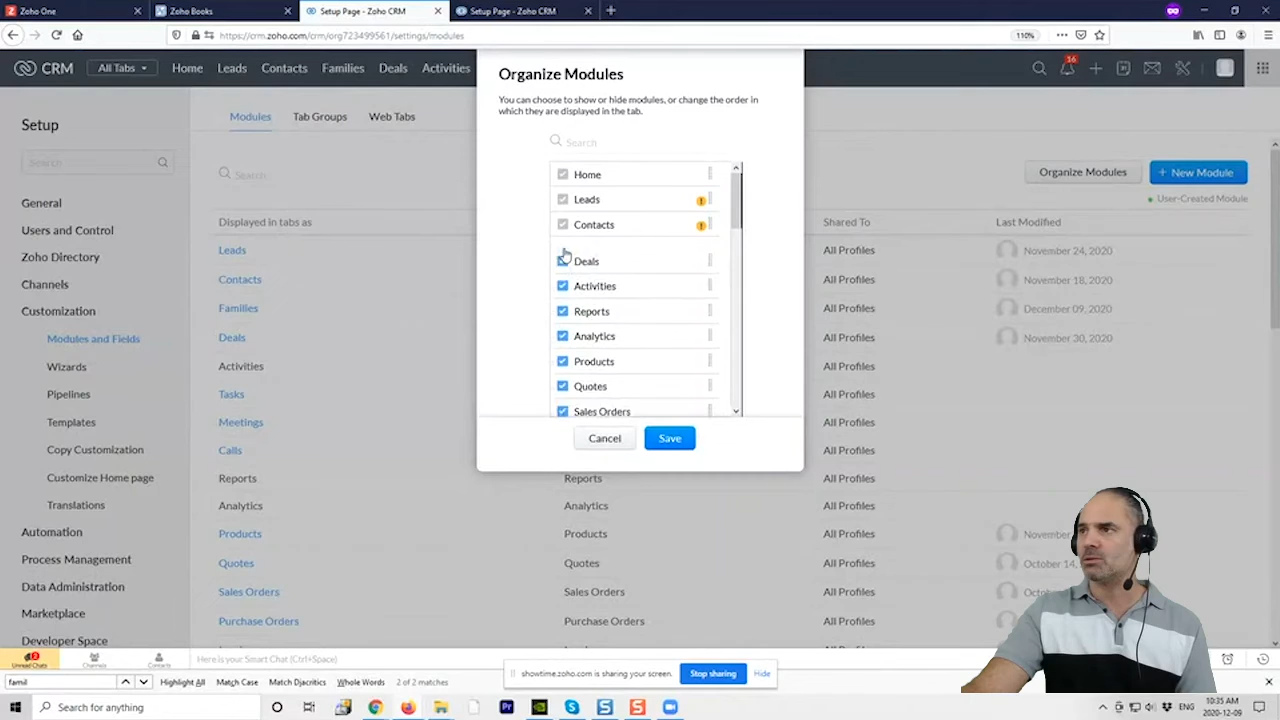 Zoho One
Zoho Books
Setup Page - Zoho CRM
Setup Page - Zoho CRM
https://crm.zoho.com/crm/org723499561/settings/modules
110%
CRM
All Tabs
Home
Leads
Contacts
Families
Deals
Activities
16
Setup
Search
General
Users and Control
Zoho Directory
Channels
Customization
Modules and Fields
Wizards
Pipelines
Templates
Copy Customization
Customize Home page
Translations
Automation
Process Management
Data Administration
Marketplace
Developer Space
Modules
Tab Groups
Web Tabs
Search
Organize Modules
+ New Module
User-Created Module
Displayed in tabs as
Shared To
Last Modified
Leads
All Profiles
November 24, 2020
Contacts
All Profiles
November 18, 2020
Families
All Profiles
December 09, 2020
Deals
All Profiles
November 30, 2020
Activities
All Profiles
Tasks
All Profiles
Meetings
All Profiles
Calls
All Profiles
Reports
Reports
All Profiles
Analytics
Analytics
All Profiles
Products
Products
All Profiles
Quotes
Quotes
All Profiles
October 14,
Sales Orders
Sales Orders
All Profiles
Purchase Orders
Purchase Orders
All Profiles
Organize Modules
You can choose to show or hide modules, or change the order in
which they are displayed in the tab.
Search
Home
Leads
Contacts
Deals
Activities
Reports
Analytics
Products
Quotes
Sales Orders
Cancel
Save
Unread Chats
Channels
Contacts
Here is your Smart Chat (Ctrl+Space)
showtime.zoho.com is sharing your screen.
Stop sharing
Hide
famil
Highlight All
Match Case
Match Diacritics
Whole Words
2 of 2 matches
Search for anything
ENG
10:35 AM
2020-12-09